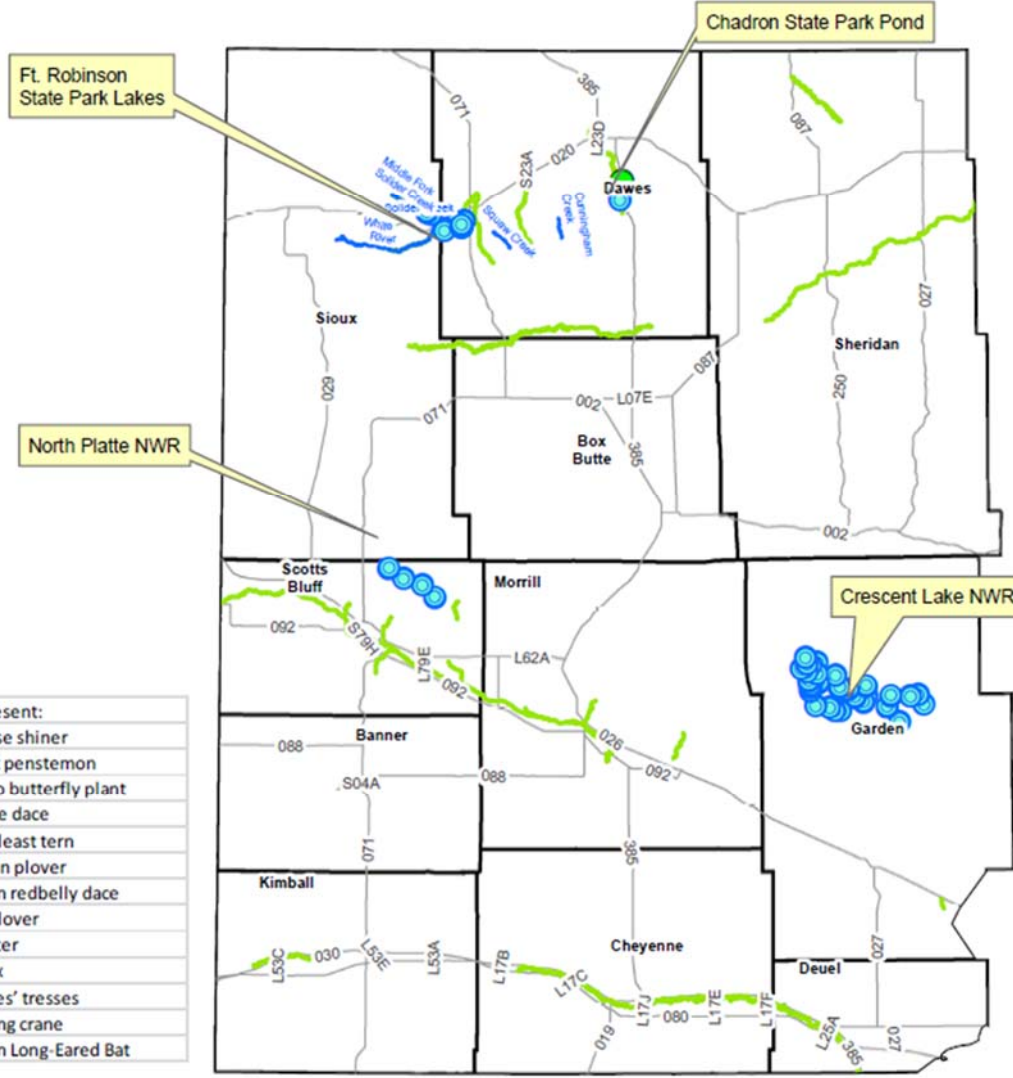 Chadron State Park Pond
Ft. Robinson
State Park Lakes
385
071
087
L23D
020
S23A
Dawes
Middle Fork
Solider Creek
White
River
Squaw Creek
Cunningham
Creek
Sioux
027
Sheridan
029
250
087
071
002
L07E
385
Box
Butte
North Platte NWR
002
Scotts
Bluff
Morrill
Crescent Lake NWR
092
S79H
L79E
L62A
092
Garden
026
092
Banner
088
088
S04A
071
385
Kimball
Cheyenne
Deuel
L53C
030
L53E
L53A
L17B
L17C
L17J
L17E
L17F
080
019
L25A
385
027
027
esent:
se shiner
t penstemon
o butterfly plant
e dace
least tern
n plover
n redbelly dace
lover
ter
x
es' tresses
ng crane
n Long-Eared Bat